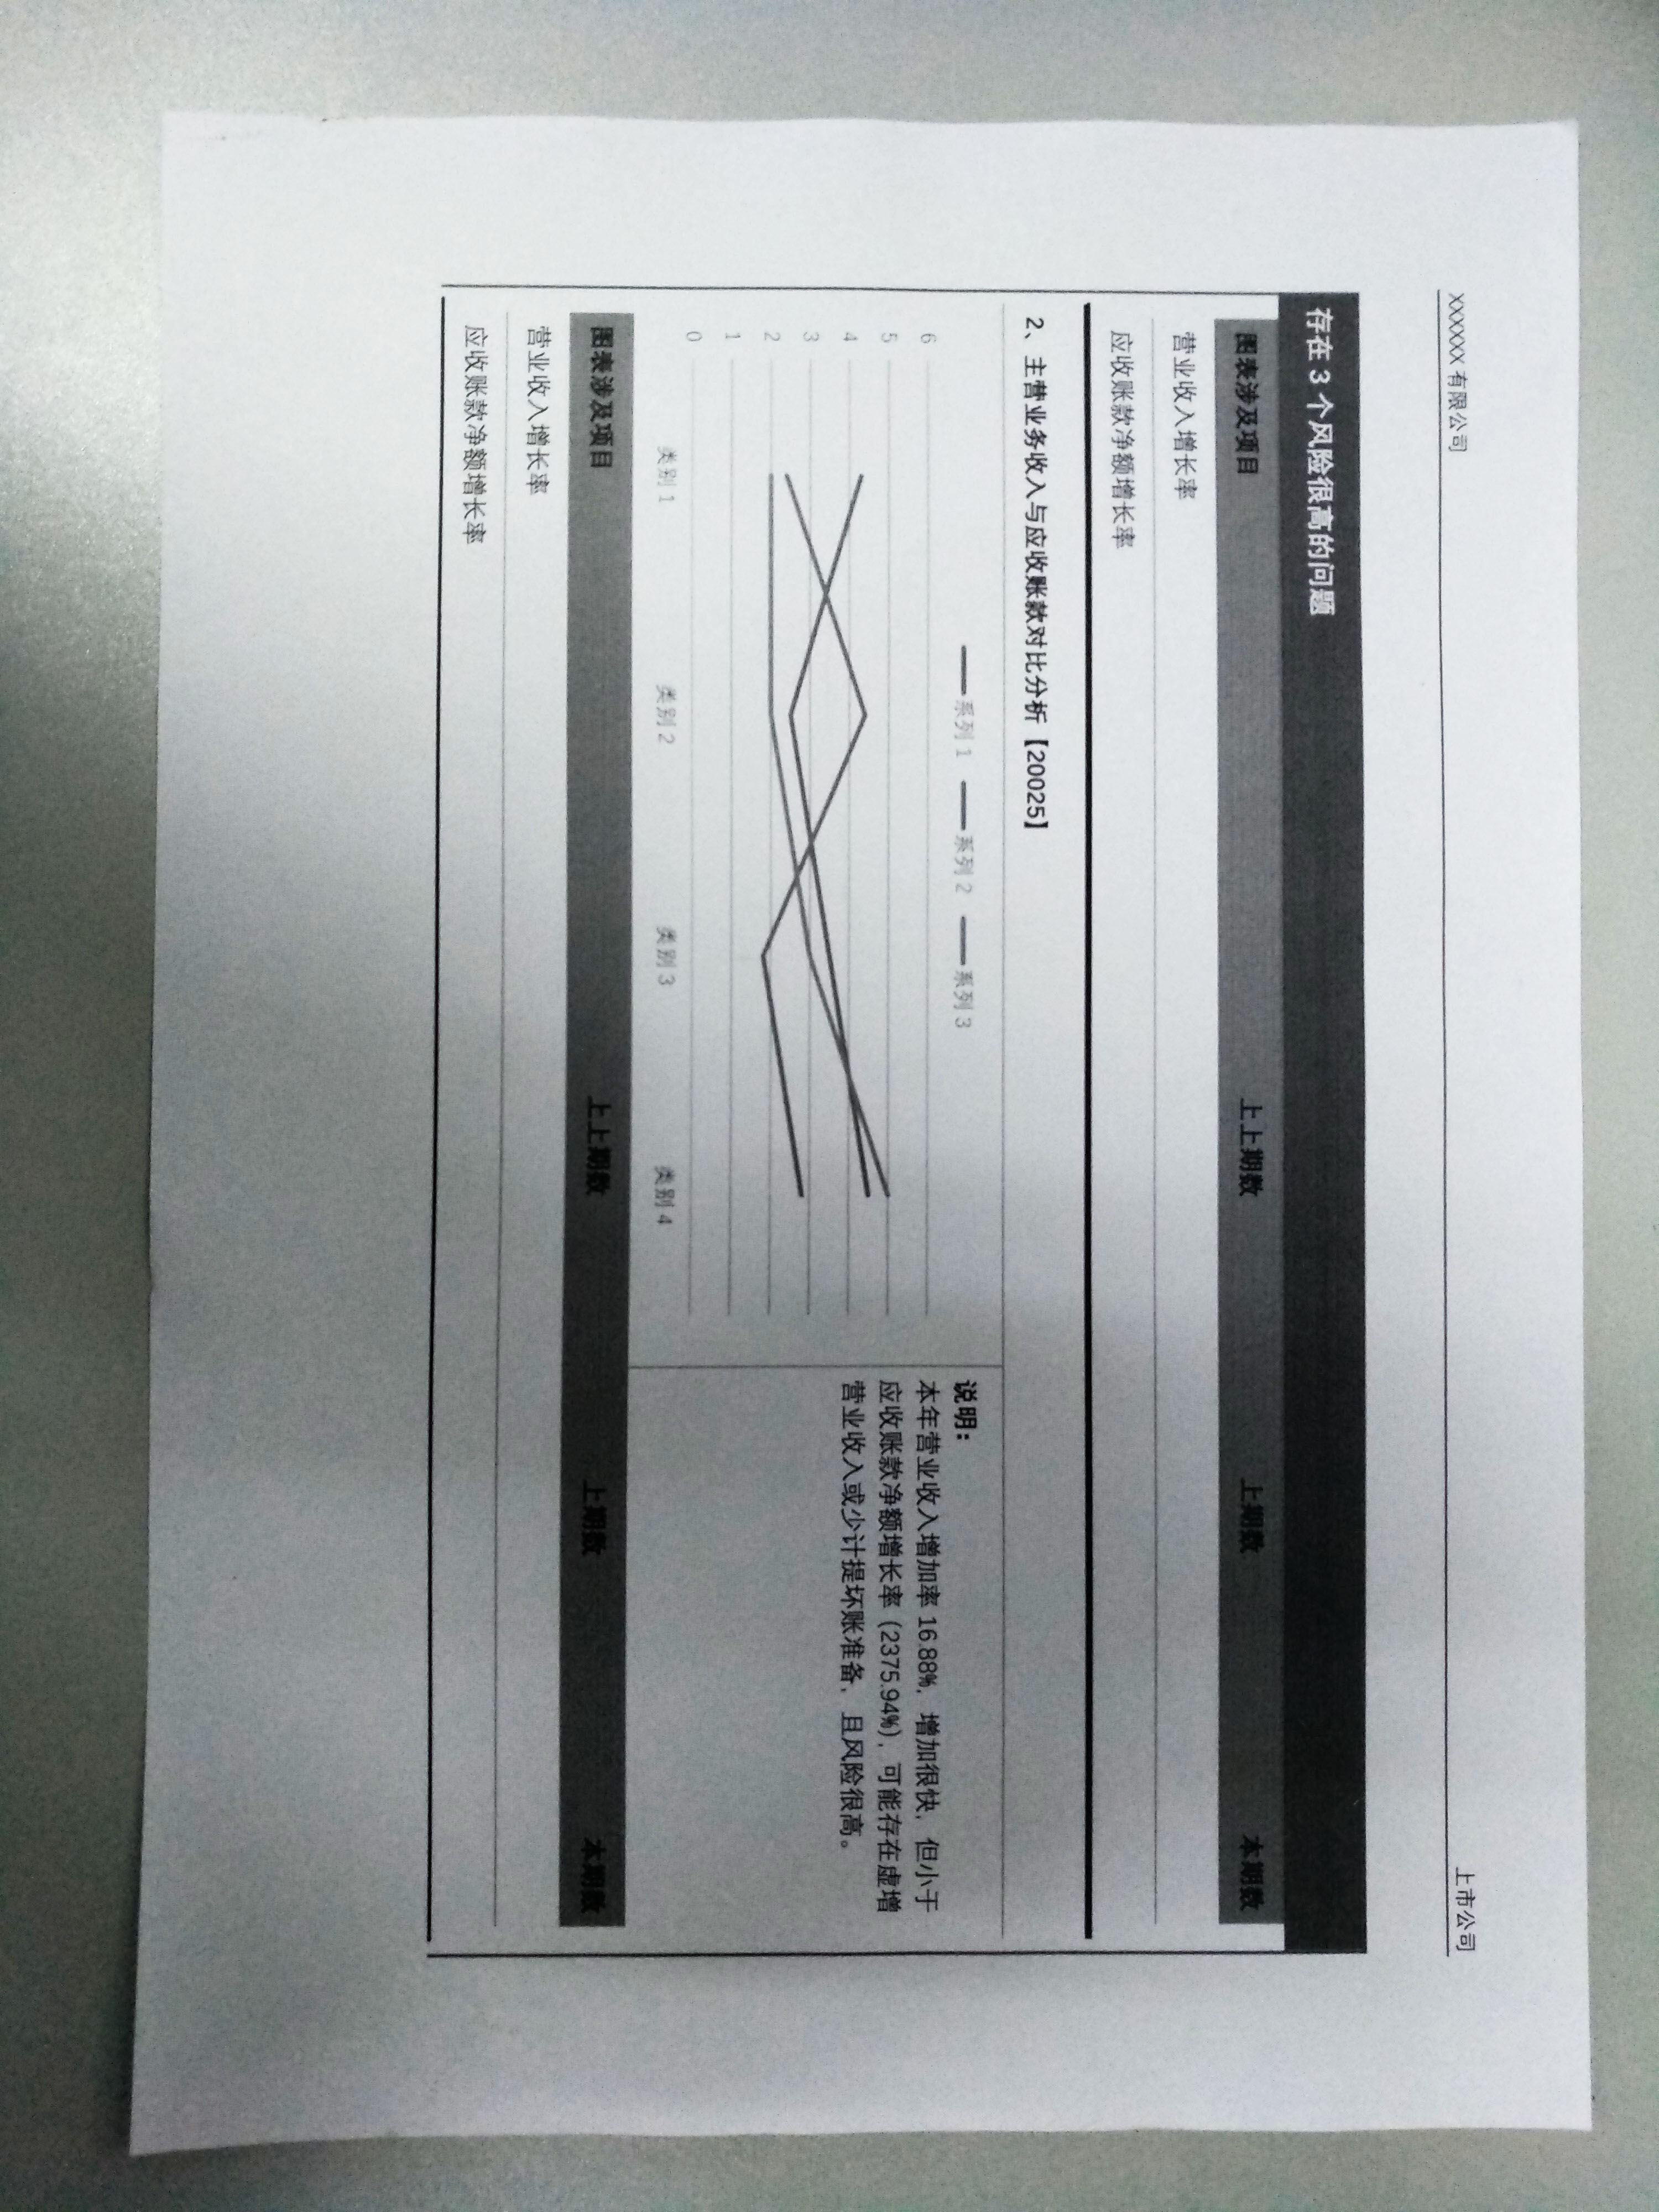 XXXXXX 有限公司 上市公司
存在 3 个风险很高的问题
图表涉及项目 上上期数 上期数 本期数
营业收入增长率
应收账款净额增长率
2、主营业务收入与应收账款对比分析【20025】
系列 1 系列 2 系列 3
6
5
4
3
2
1
0
类别 1 类别 2 类别 3 类别 4
说明：
本年营业收入增加率 16.88%，增加很快，但小于
应收账款净额增长率（2375.94%），可能存在虚增
营业收入或少计提坏账准备，且风险很高。
图表涉及项目 上上期数 上期数 本期数
营业收入增长率
应收账款净额增长率